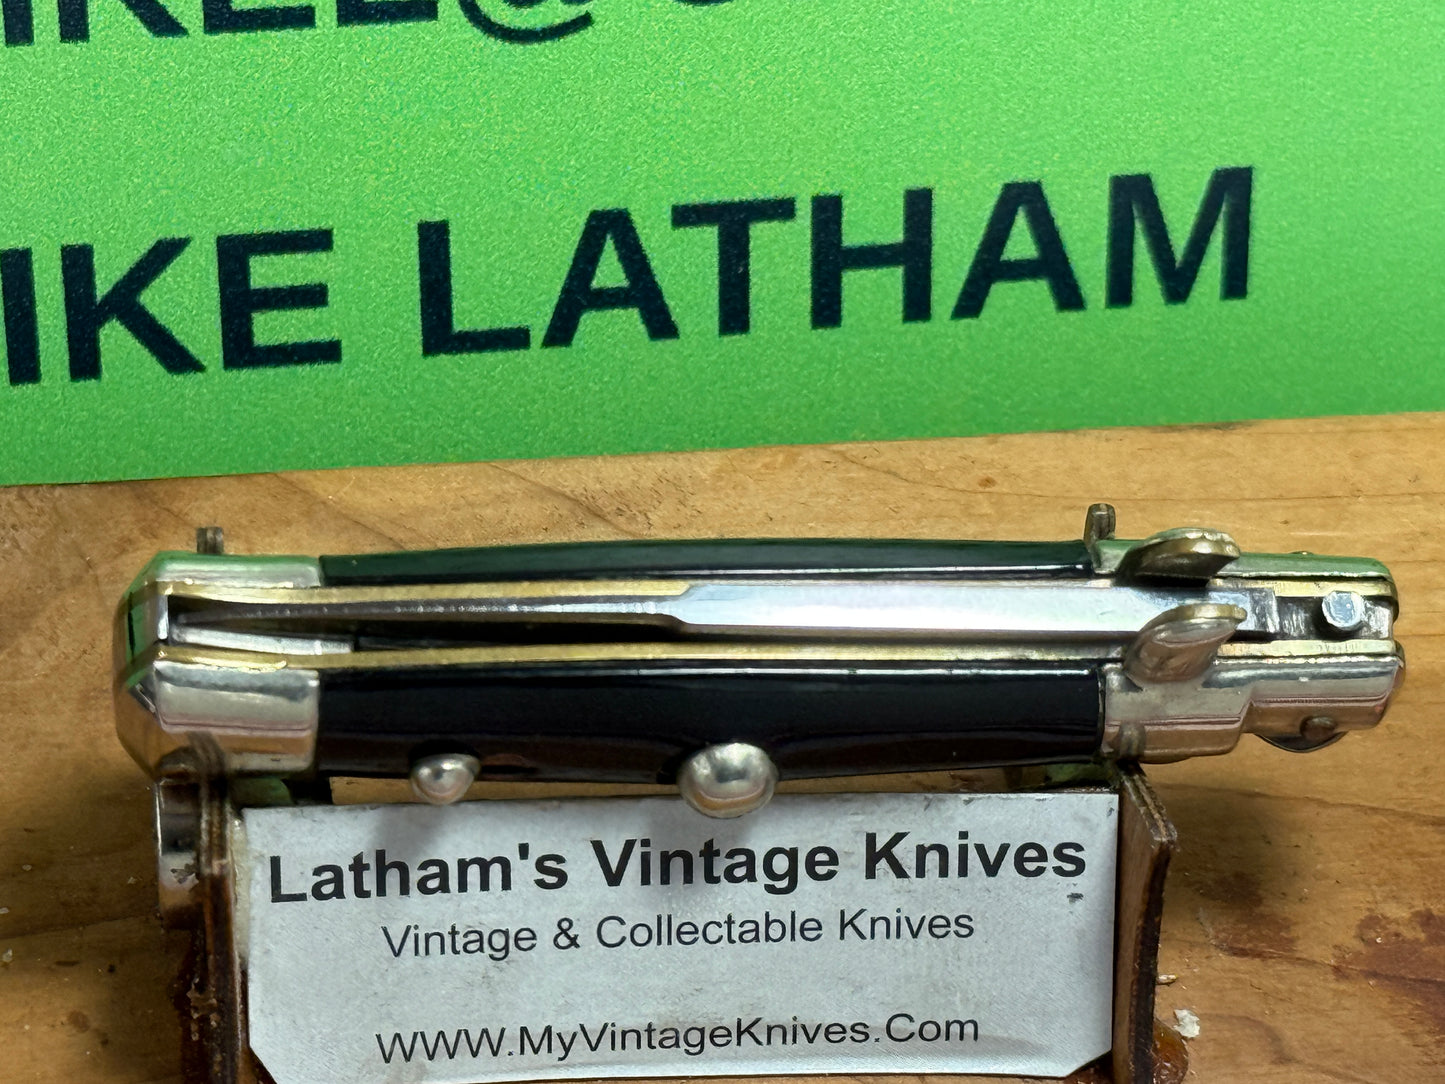 IKE LATHAM
Latham's Vintage Knives
Vintage & Collectable Knives
WWW.MyVintageKnives.Com